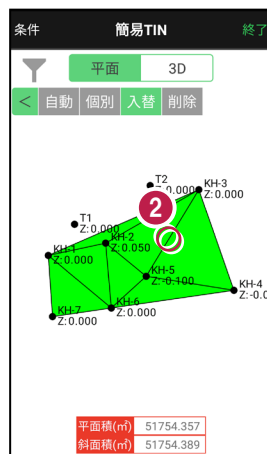 条件 簡易TIN 終了
平面 3D
< 自動 個別 入替 削除
T2
Z:0.000
KH-3
Z:0.000
2
T1
Z:0.000
KH-2
Z:0.050
KH-1
Z:0.000
KH-5
Z:-0.100
KH-4
Z:-0.0
KH-7
Z:0.000
KH-6
Z:0.000
平面積(㎡) 51754.357
斜面積(㎡) 51754.389